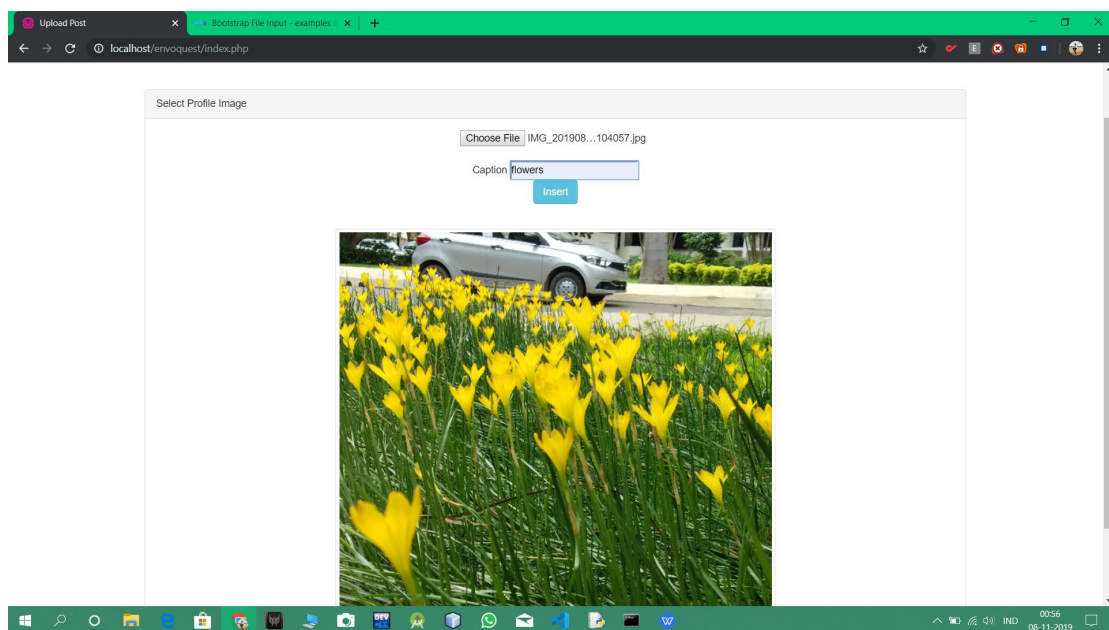 Upload Post
Bootstrap File Input - examples
localhost/envoquest/index.php
Select Profile Image
Choose File IMG_201908...104057.jpg
Caption flowers
Insert
DEV
IND
00:56
08-11-2019